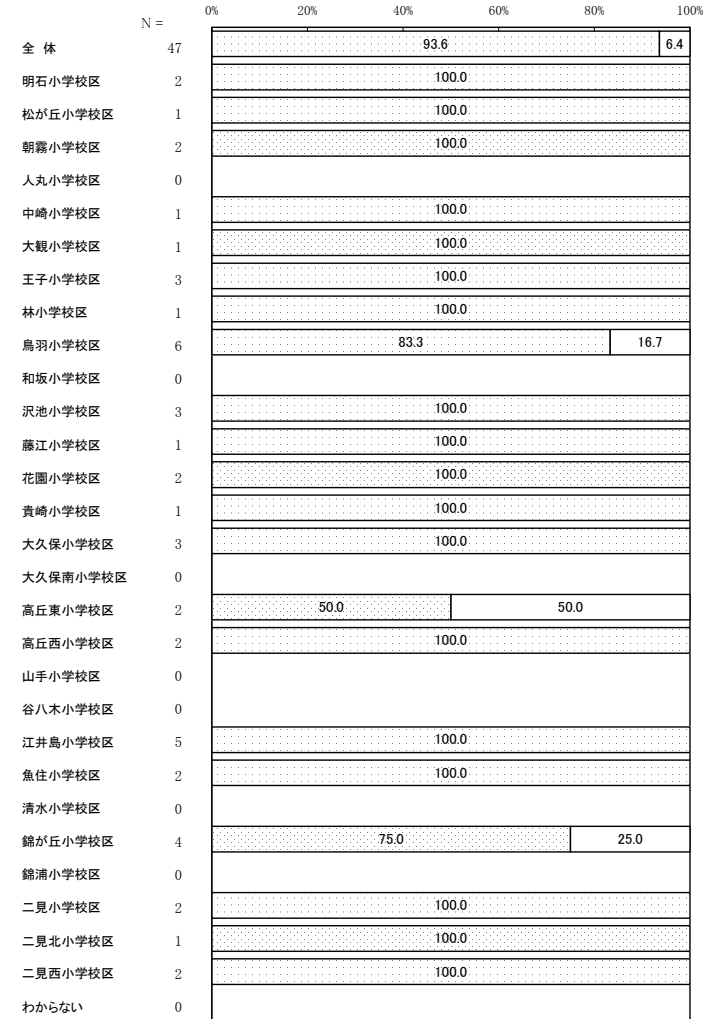 0% 20% 40% 60% 80% 100%
N =
全 体 47 93.6 6.4
明石小学校区 2 100.0
松が丘小学校区 1 100.0
朝霧小学校区 2 100.0
人丸小学校区 0
中崎小学校区 1 100.0
大観小学校区 1 100.0
王子小学校区 3 100.0
林小学校区 1 100.0
鳥羽小学校区 6 83.3 16.7
和坂小学校区 0
沢池小学校区 3 100.0
藤江小学校区 1 100.0
花園小学校区 2 100.0
貴崎小学校区 1 100.0
大久保小学校区 3 100.0
大久保南小学校区 0
高丘東小学校区 2 50.0 50.0
高丘西小学校区 2 100.0
山手小学校区 0
谷八木小学校区 0
江井島小学校区 5 100.0
魚住小学校区 2 100.0
清水小学校区 0
錦が丘小学校区 4 75.0 25.0
錦浦小学校区 0
二見小学校区 2 100.0
二見北小学校区 1 100.0
二見西小学校区 2 100.0
わからない 0